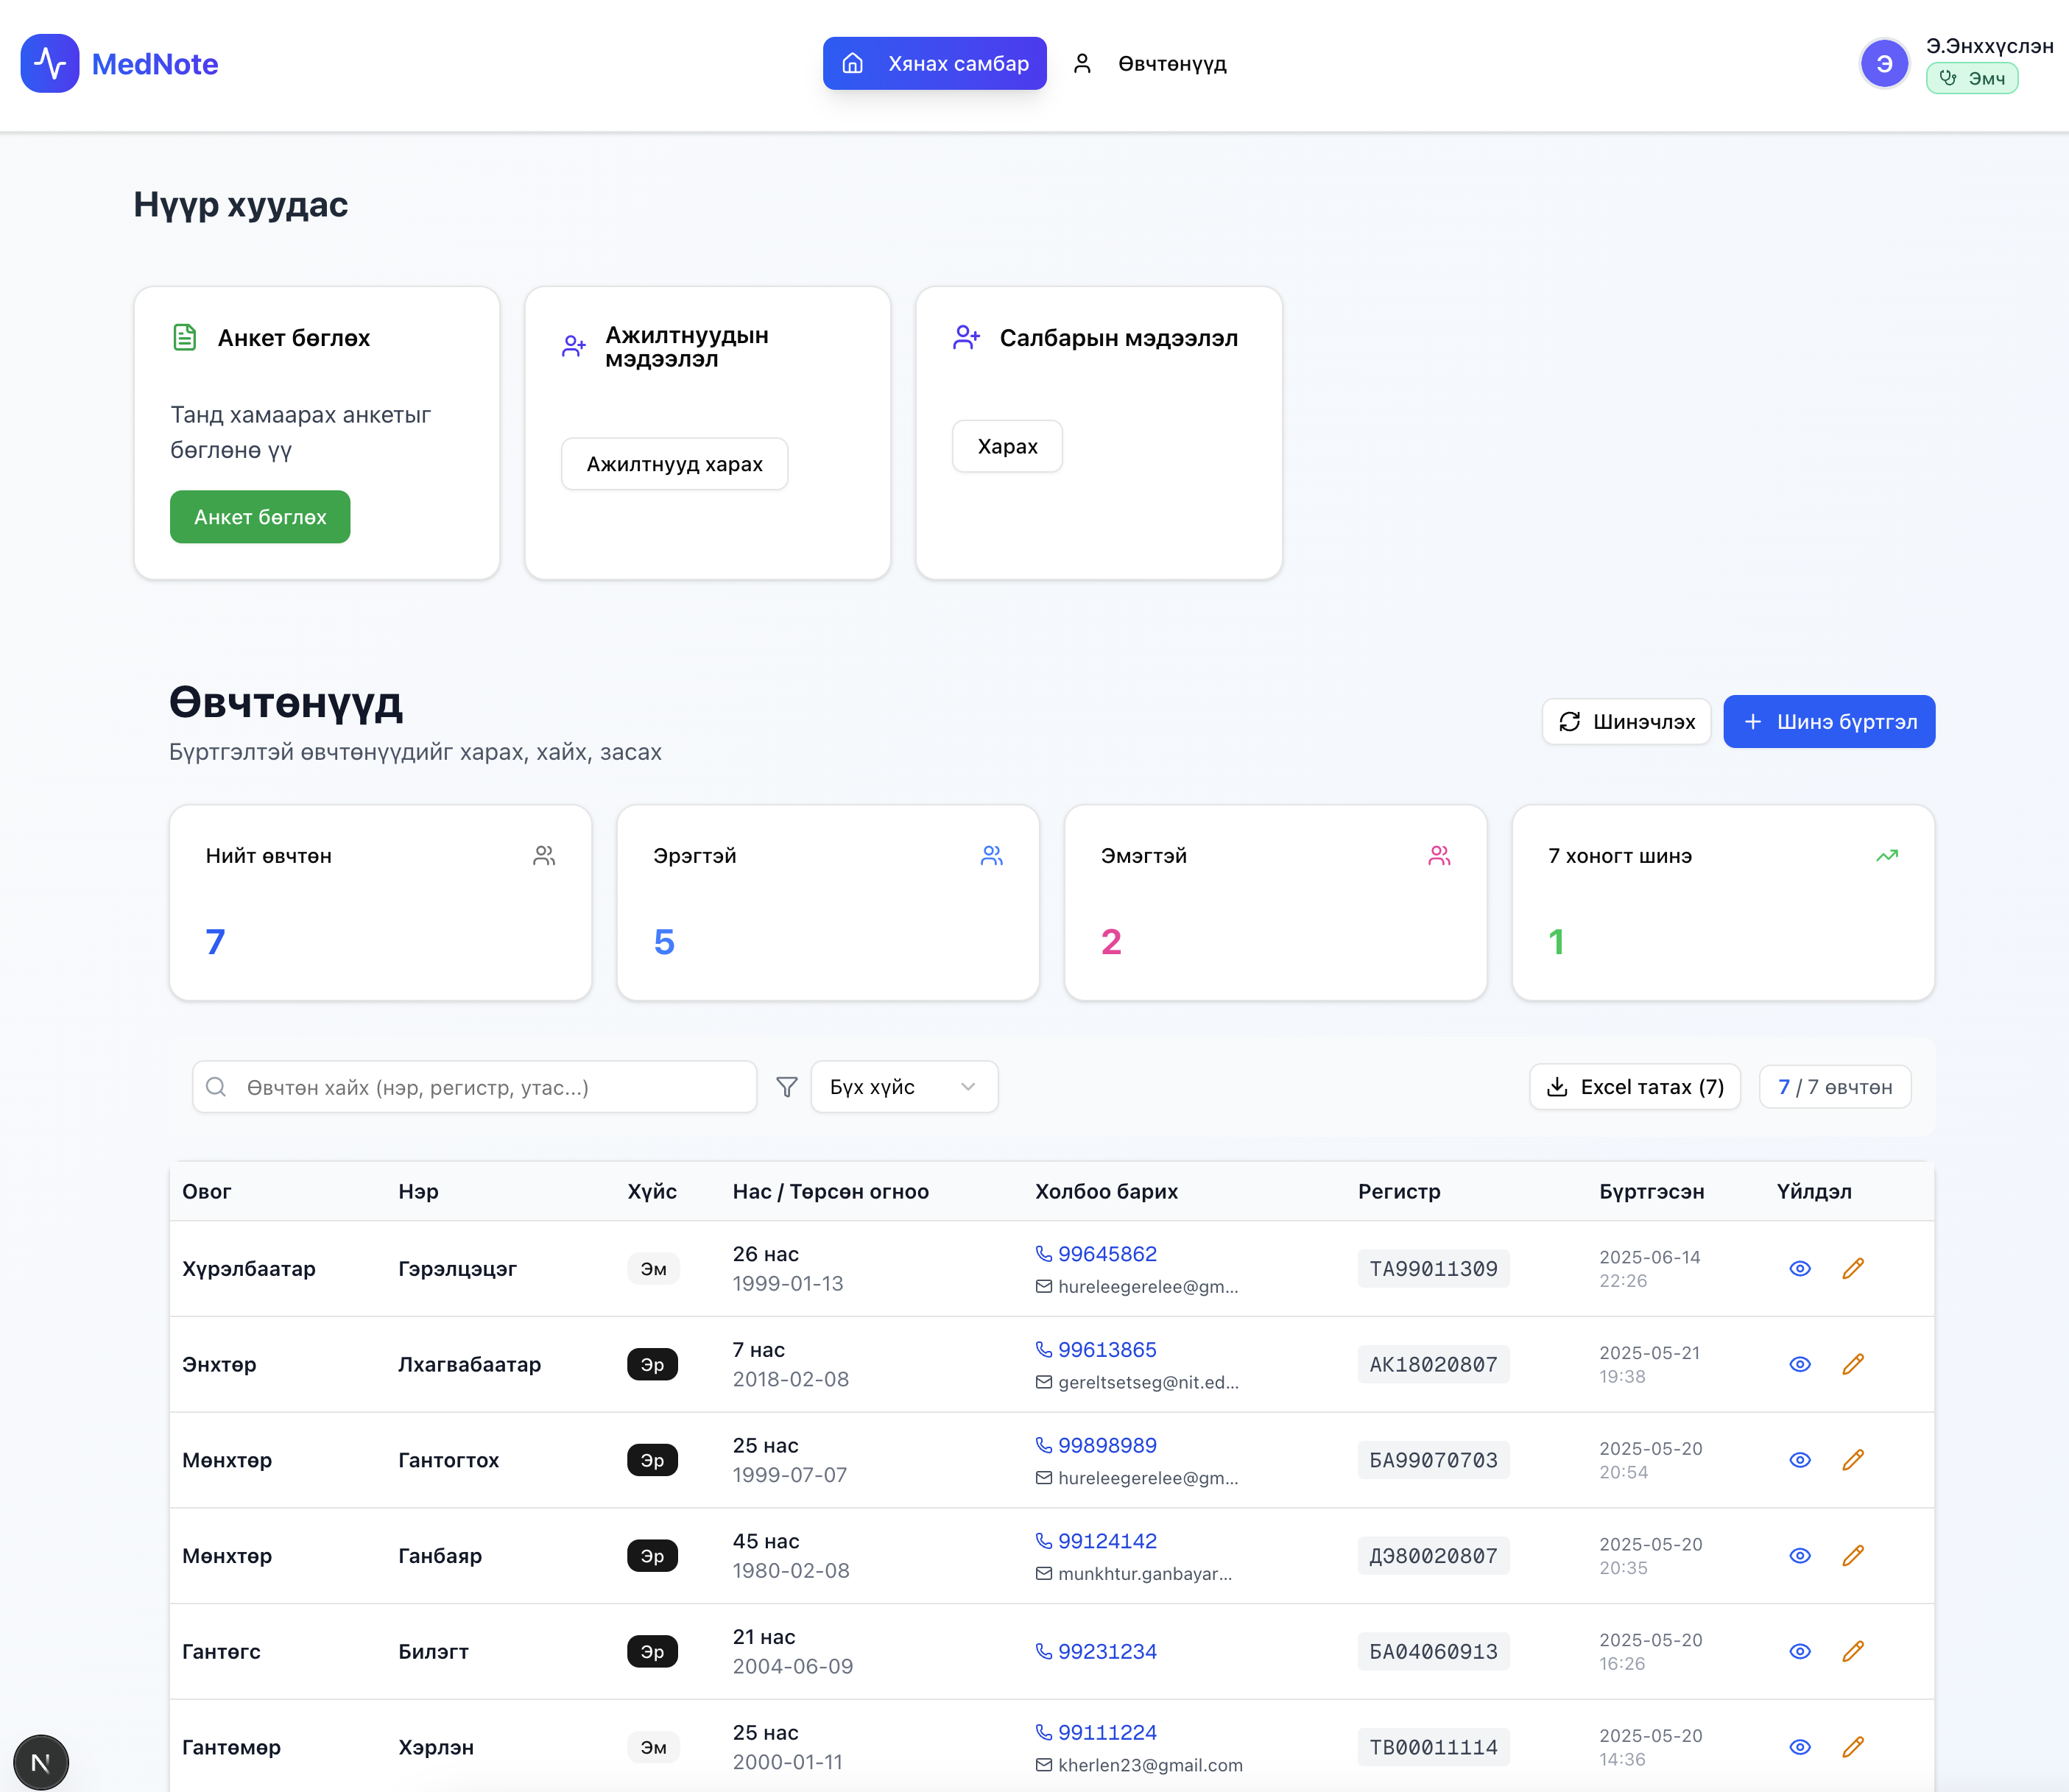 MedNote
Хянах самбар
Өвчтөнүүд
Э
Э.Энххүслэн
Эмч
Нүүр хуудас
Анкет бөглөх
Танд хамаарах анкетыг
бөглөнө үү
Анкет бөглөх
Ажилтнуудын
мэдээлэл
Ажилтнууд харах
Салбарын мэдээлэл
Харах
Өвчтөнүүд
Бүртгэлтэй өвчтөнүүдийг харах, хайх, засах
Шинэчлэх
Шинэ бүртгэл
Нийт өвчтөн
7
Эрэгтэй
5
Эмэгтэй
2
7 хоногт шинэ
1
Өвчтөн хайх (нэр, регистр, утас...)
Бүх хүйс
Excel татах (7)
7 / 7 өвчтөн
Овог Нэр Хүйс Нас / Төрсөн огноо Холбоо барих Регистр Бүртгэсэн Үйлдэл
Хүрэлбаатар Гэрэлцэцэг Эм
26 нас
1999-01-13
99645862
hureleegerelee@gm...
ТА99011309
2025-06-14
22:26
Энхтөр Лхагвабаатар Эр
7 нас
2018-02-08
99613865
gereltsetseg@nit.ed...
АК18020807
2025-05-21
19:38
Мөнхтөр Гантогтох Эр
25 нас
1999-07-07
99898989
hureleegerelee@gm...
БА99070703
2025-05-20
20:54
Мөнхтөр Ганбаяр Эр
45 нас
1980-02-08
99124142
munkhtur.ganbayar...
ДЭ80020807
2025-05-20
20:35
Гантөгс Билэгт Эр
21 нас
2004-06-09
99231234
БА04060913
2025-05-20
16:26
Гантөмөр Хэрлэн Эм
25 нас
2000-01-11
99111224
kherlen23@gmail.com
ТВ00011114
2025-05-20
14:36
N